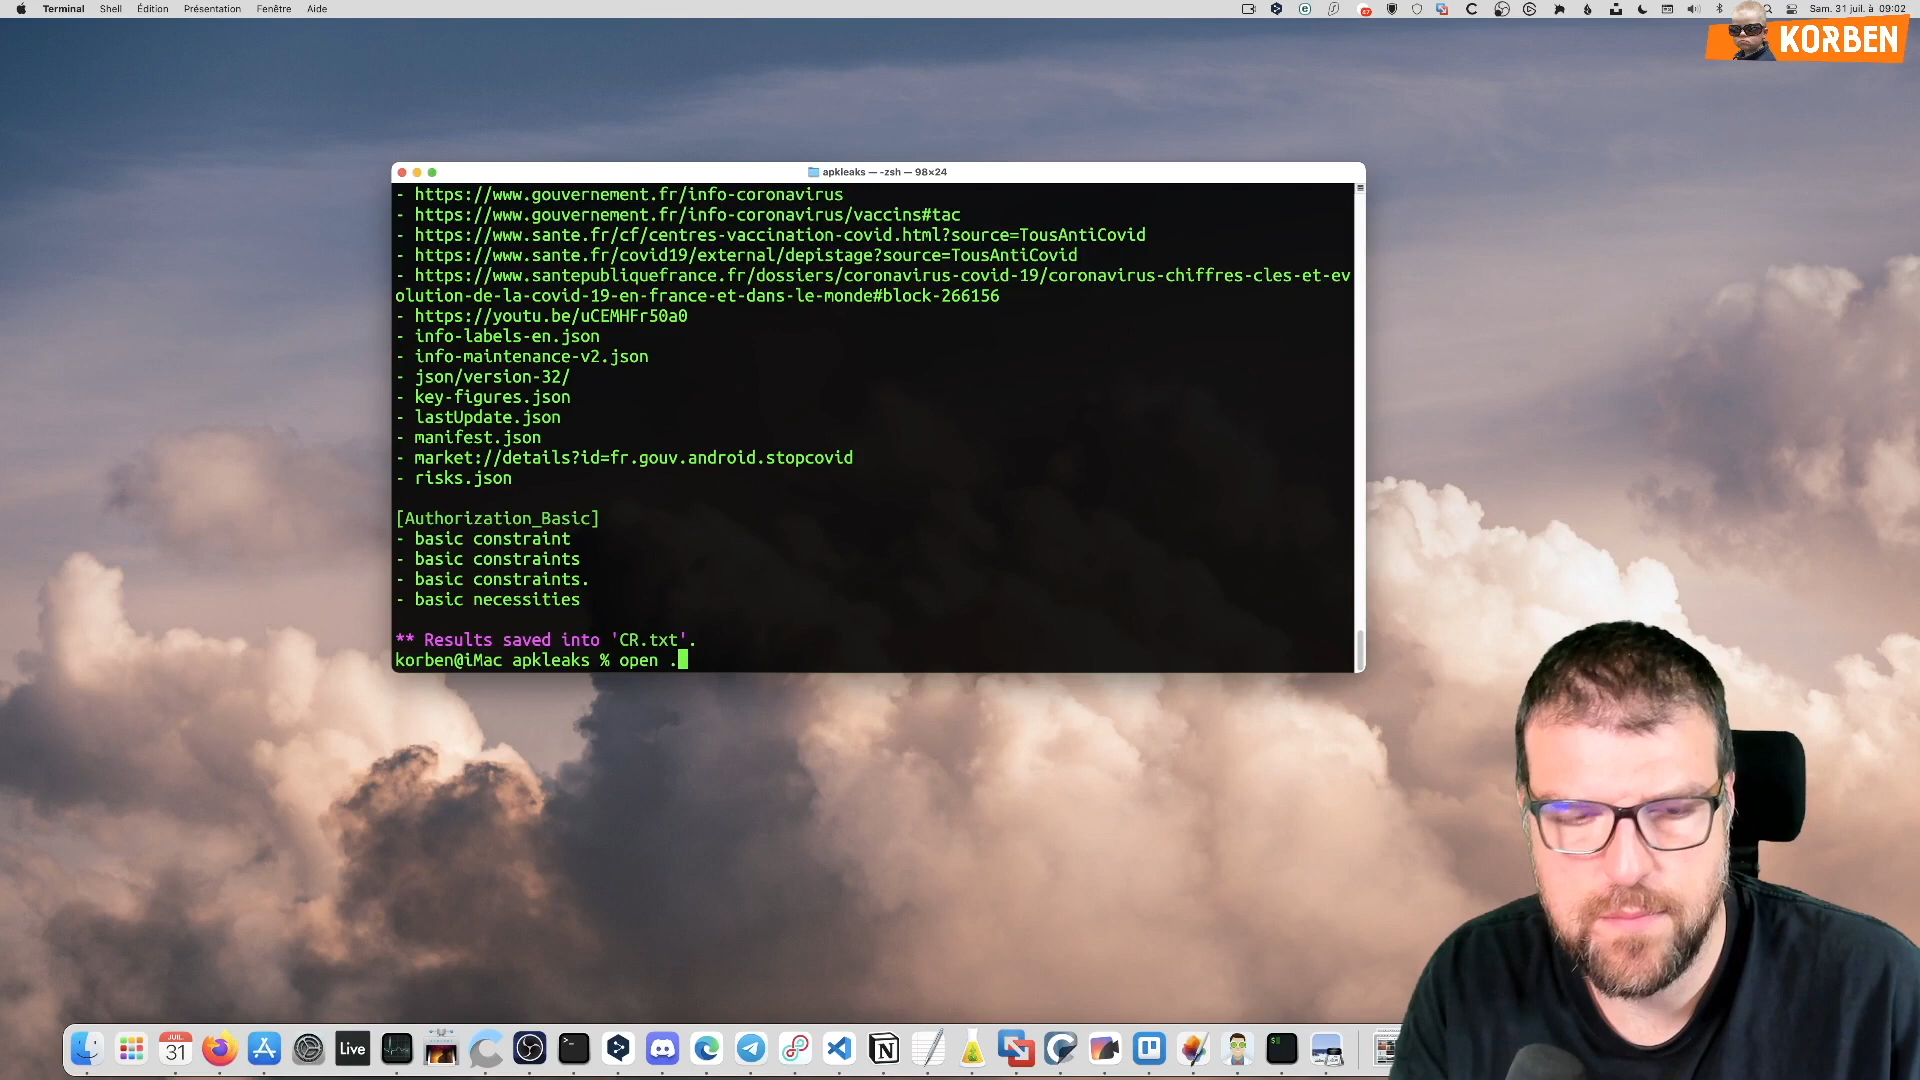 Terminal Shell Édition Présentation Fenêtre Aide
Sam. 31 juil. à 09:02
KORBEN
apkleaks — -zsh — 98×24
- https://www.gouvernement.fr/info-coronavirus
- https://www.gouvernement.fr/info-coronavirus/vaccins#tac
- https://www.sante.fr/cf/centres-vaccination-covid.html?source=TousAntiCovid
- https://www.sante.fr/covid19/external/depistage?source=TousAntiCovid
- https://www.santepubliquefrance.fr/dossiers/coronavirus-covid-19/coronavirus-chiffres-cles-et-ev
olution-de-la-covid-19-en-france-et-dans-le-monde#block-266156
- https://youtu.be/uCEMHFr50a0
- info-labels-en.json
- info-maintenance-v2.json
- json/version-32/
- key-figures.json
- lastUpdate.json
- manifest.json
- market://details?id=fr.gouv.android.stopcovid
- risks.json
[Authorization_Basic]
- basic constraint
- basic constraints
- basic constraints.
- basic necessities
** Results saved into 'CR.txt'.
korben@iMac apkleaks % open .
JUIL.
31
Live